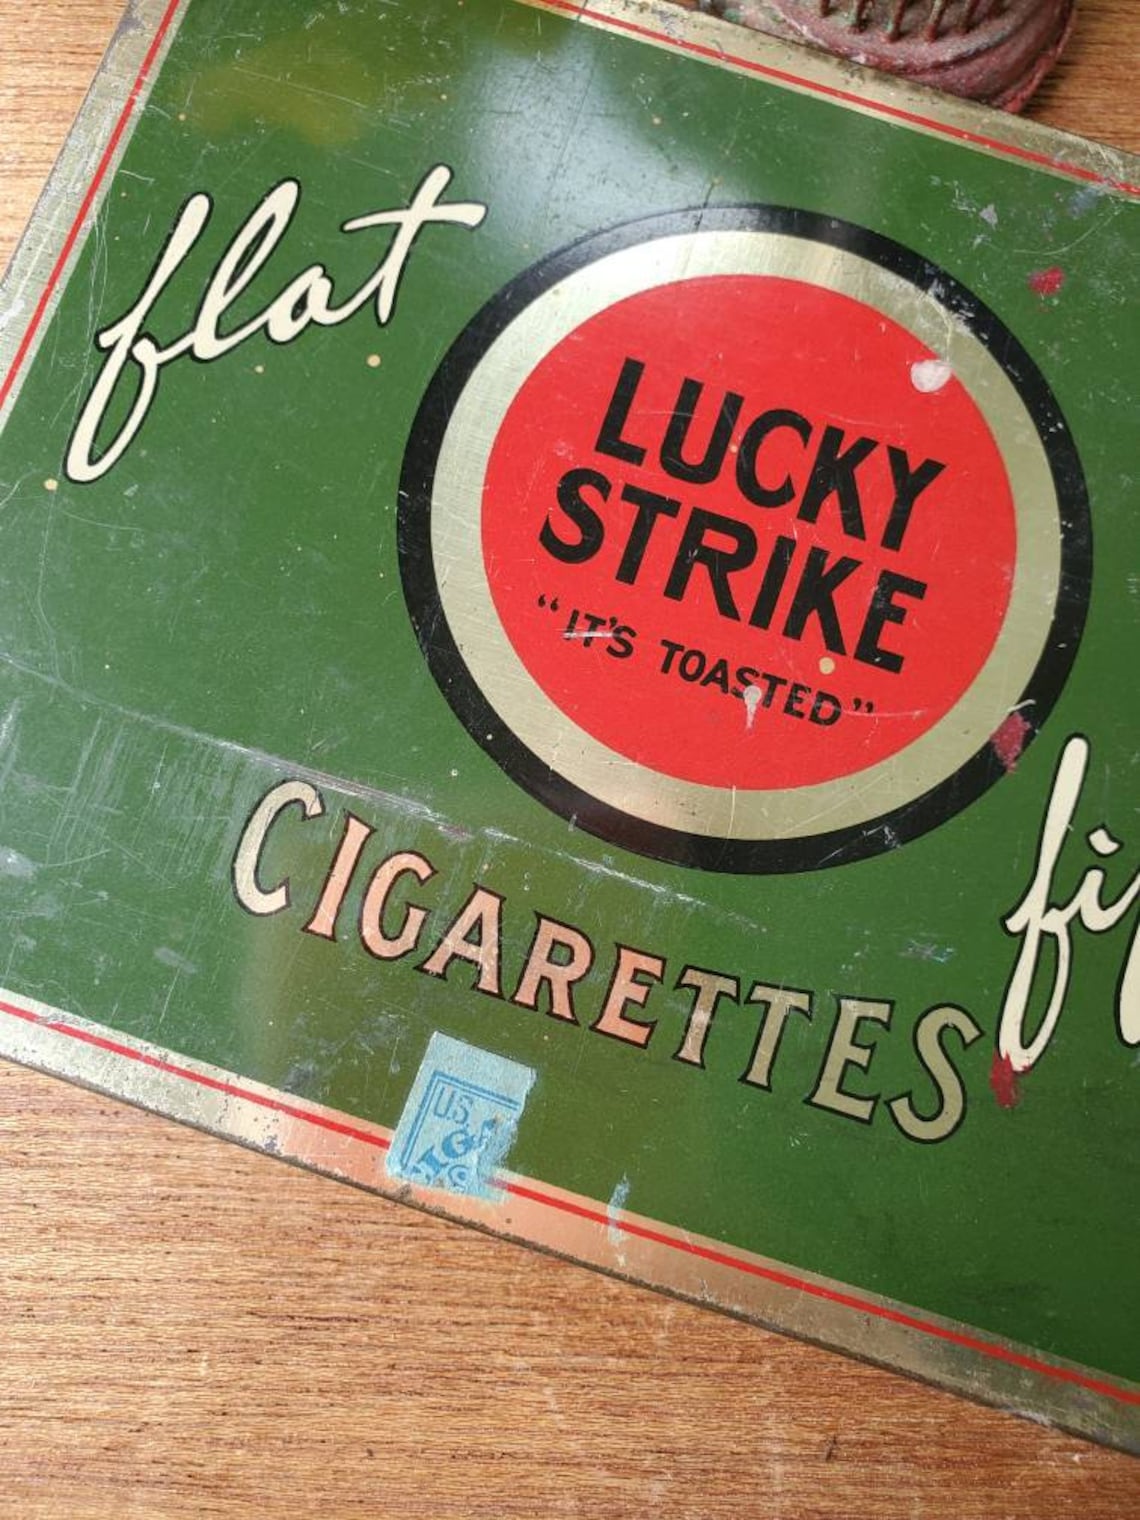 flat
LUCKY
STRIKE
“IT'S TOASTED”
CIGARETTES
U.S.